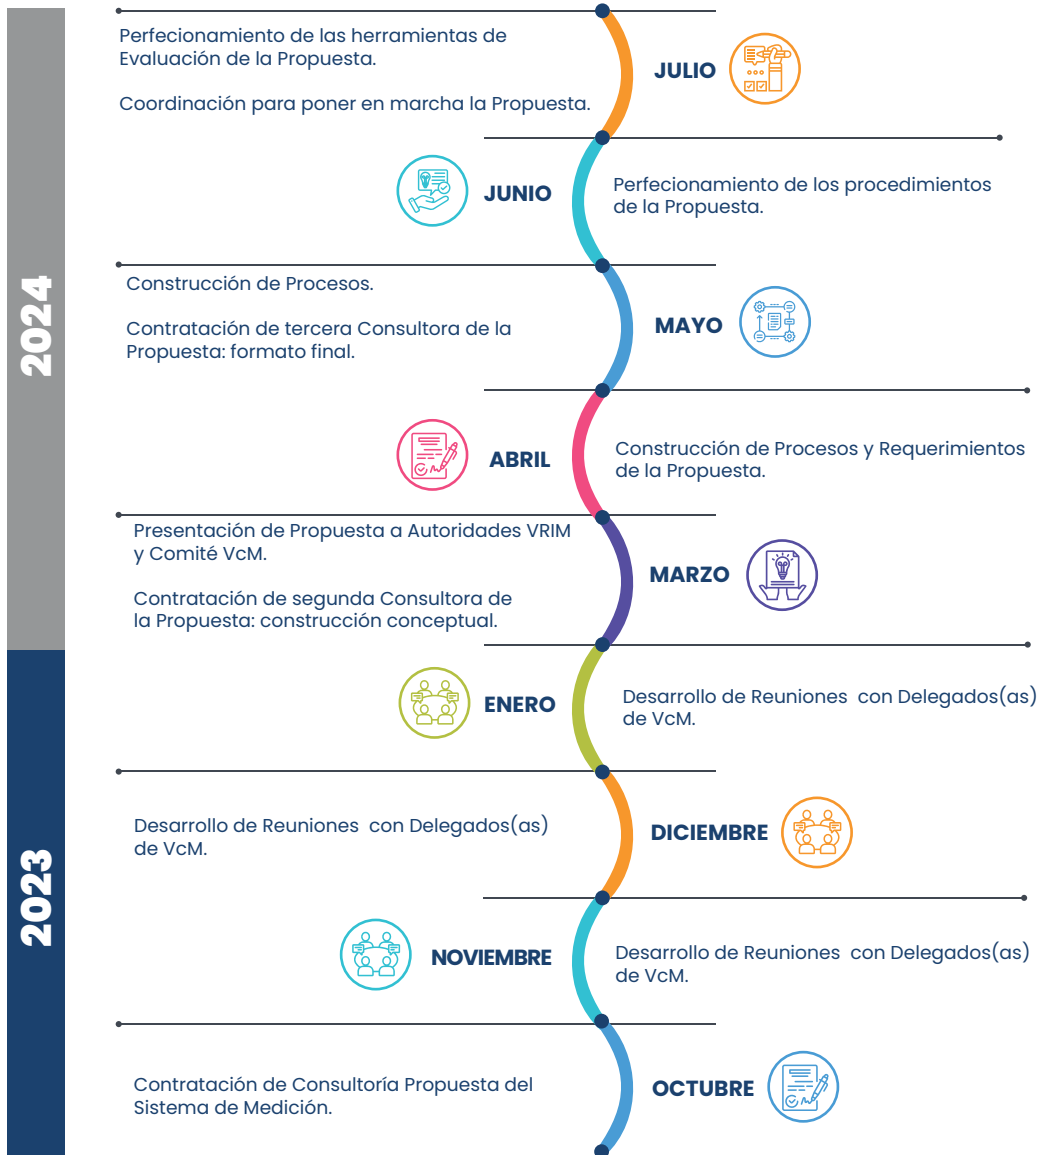 2024
Perfecionamiento de las herramientas de
Evaluación de la Propuesta.
Coordinación para poner en marcha la Propuesta.
JULIO
JUNIO
Perfecionamiento de los procedimientos
de la Propuesta.
Construcción de Procesos.
Contratación de tercera Consultora de la
Propuesta: formato final.
MAYO
ABRIL
Construcción de Procesos y Requerimientos
de la Propuesta.
Presentación de Propuesta a Autoridades VRIM
y Comité VcM.
Contratación de segunda Consultora de
la Propuesta: construcción conceptual.
MARZO
ENERO
Desarrollo de Reuniones  con Delegados(as)
de VcM.
2023
Desarrollo de Reuniones  con Delegados(as)
de VcM.
DICIEMBRE
NOVIEMBRE
Desarrollo de Reuniones  con Delegados(as)
de VcM.
Contratación de Consultoría Propuesta del
Sistema de Medición.
OCTUBRE